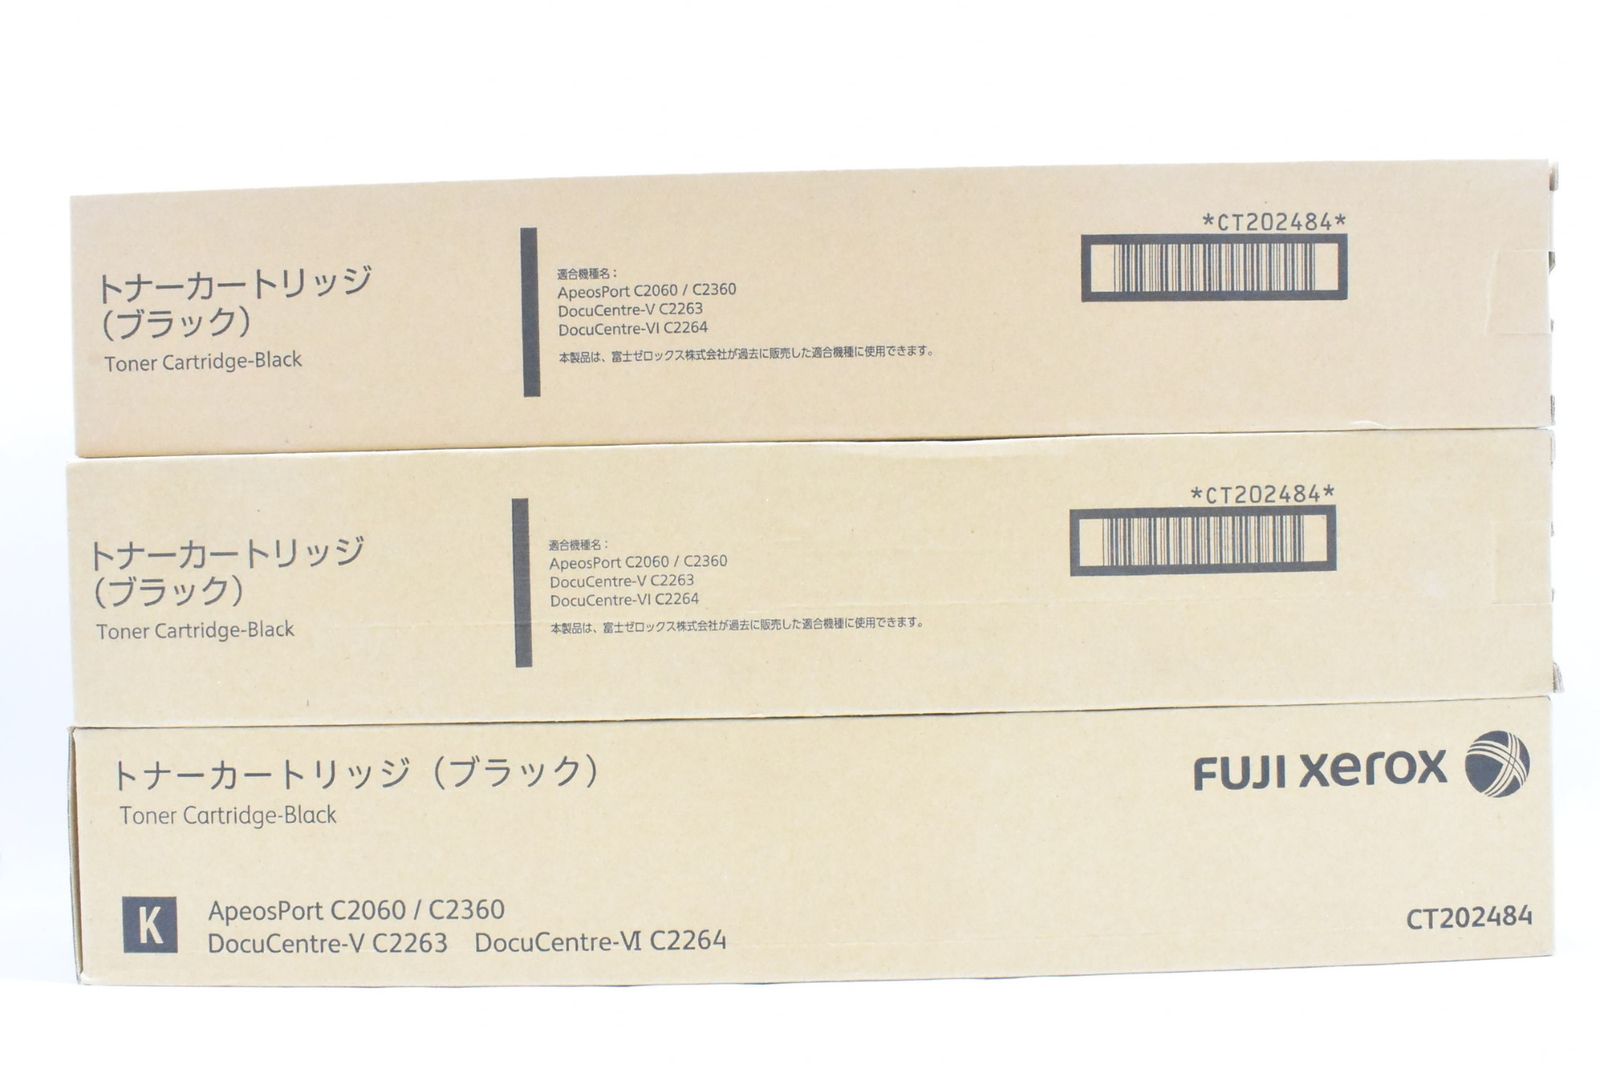 トナーカートリッジ
（ブラック）
Toner Cartridge-Black
適合機種名：
ApeosPort C2060 / C2360
DocuCentre-V C2263
DocuCentre-VI C2264
本製品は、富士ゼロックス株式会社が過去に販売した適合機種に使用できます。
*CT202484*
トナーカートリッジ
（ブラック）
Toner Cartridge-Black
適合機種名：
ApeosPort C2060 / C2360
DocuCentre-V C2263
DocuCentre-VI C2264
本製品は、富士ゼロックス株式会社が過去に販売した適合機種に使用できます。
*CT202484*
トナーカートリッジ（ブラック）
Toner Cartridge-Black
FUJI xerox
K
ApeosPort C2060 / C2360
DocuCentre-V C2263 DocuCentre-VI C2264
CT202484